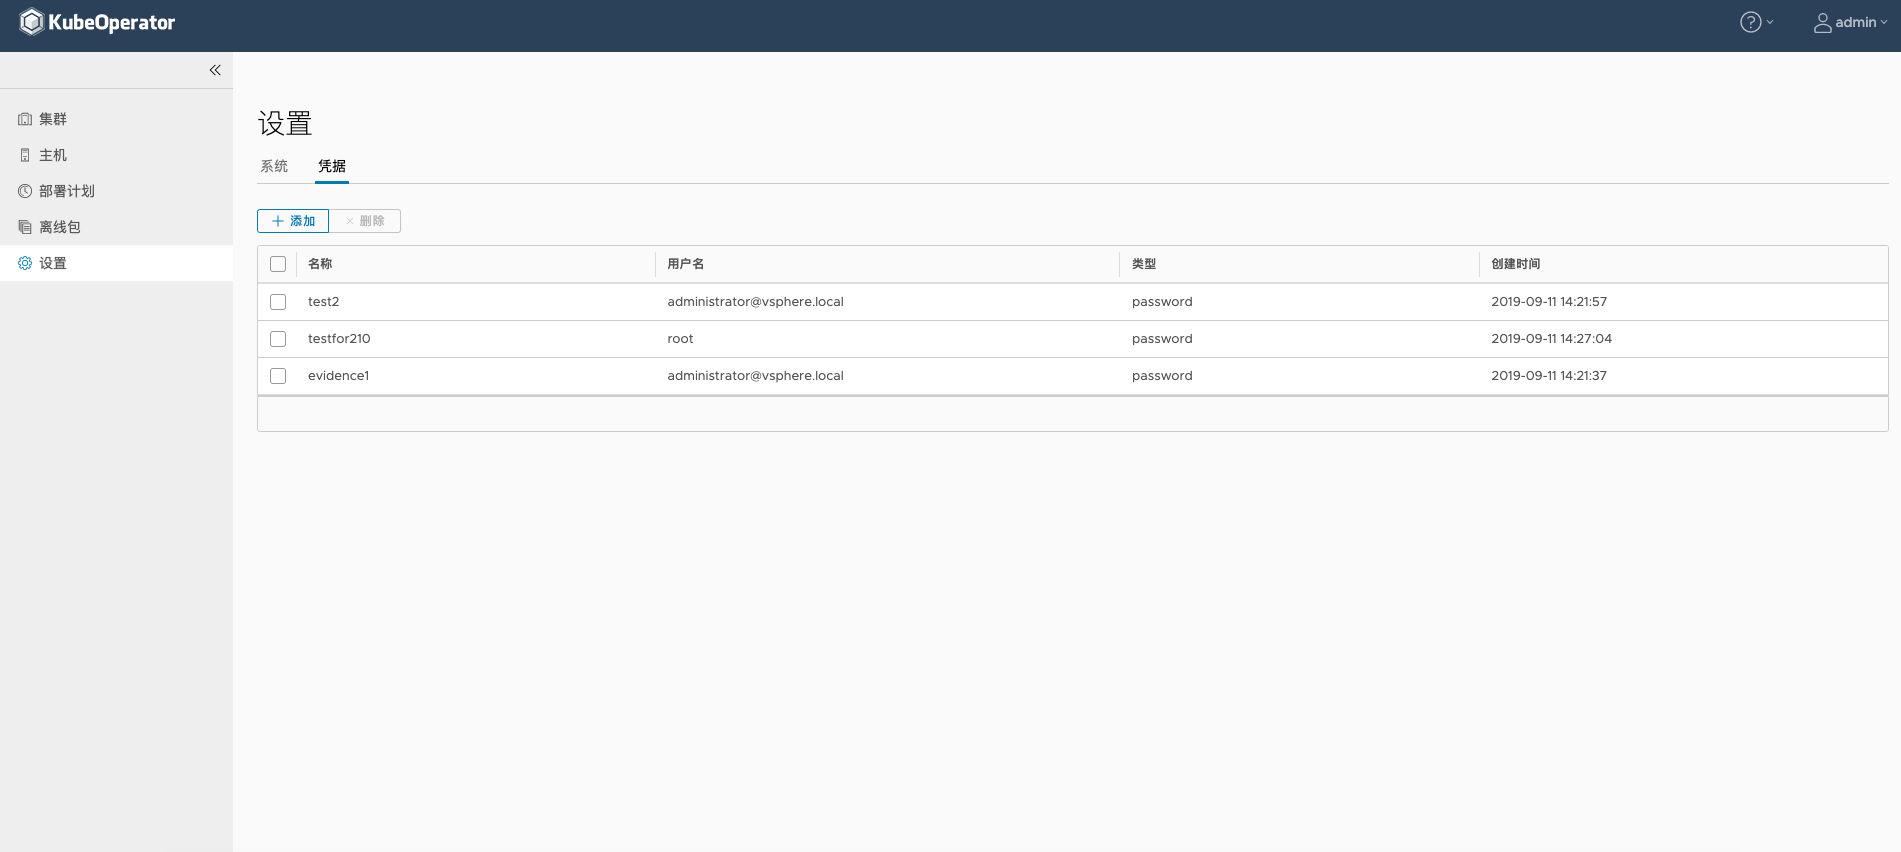 KubeOperator
admin
集群
主机
部署计划
离线包
设置
设置
系统 凭据
添加 删除
名称 用户名 类型 创建时间
test2 administrator@vsphere.local password 2019-09-11 14:21:57
testfor210 root password 2019-09-11 14:27:04
evidence1 administrator@vsphere.local password 2019-09-11 14:21:37